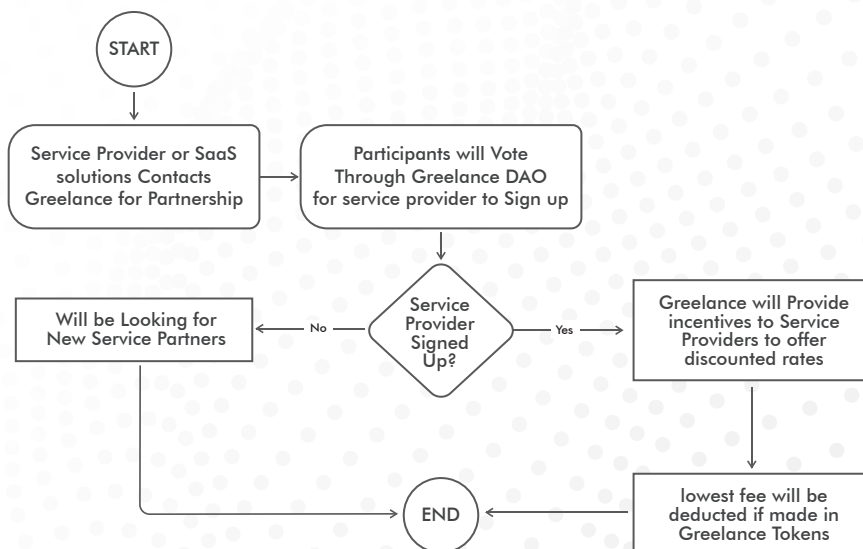 START
Service Provider or SaaS
solutions Contacts
Greelance for Partnership
Participants will Vote
Through Greelance DAO
for service provider to Sign up
Service
Provider
Signed
Up?
No
Will be Looking for
New Service Partners
Yes
Greelance will Provide
incentives to Service
Providers to offer
discounted rates
lowest fee will be
deducted if made in
Greelance Tokens
END